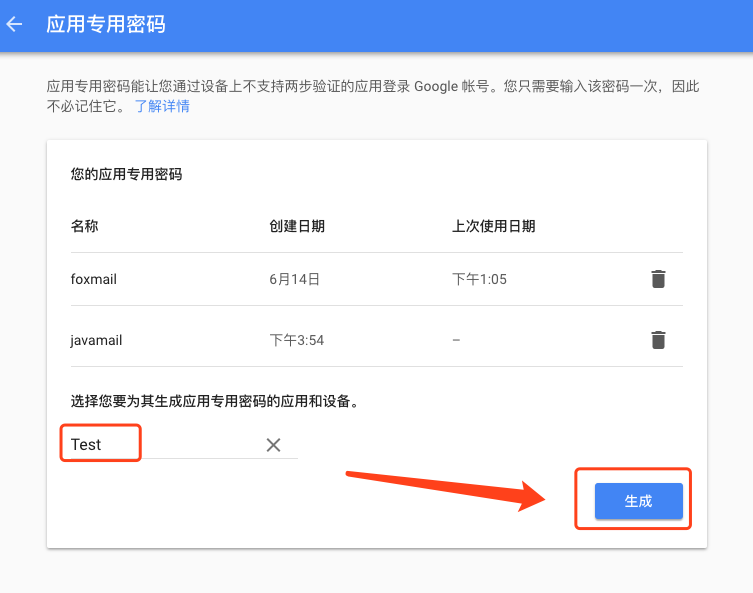 应用专用密码
应用专用密码能让您通过设备上不支持两步验证的应用登录 Google 帐号。您只需要输入该密码一次，因此
不必记住它。 了解详情
您的应用专用密码
名称 创建日期 上次使用日期
foxmail 6月14日 下午1:05
javamail 下午3:54 –
选择您要为其生成应用专用密码的应用和设备。
Test
生成